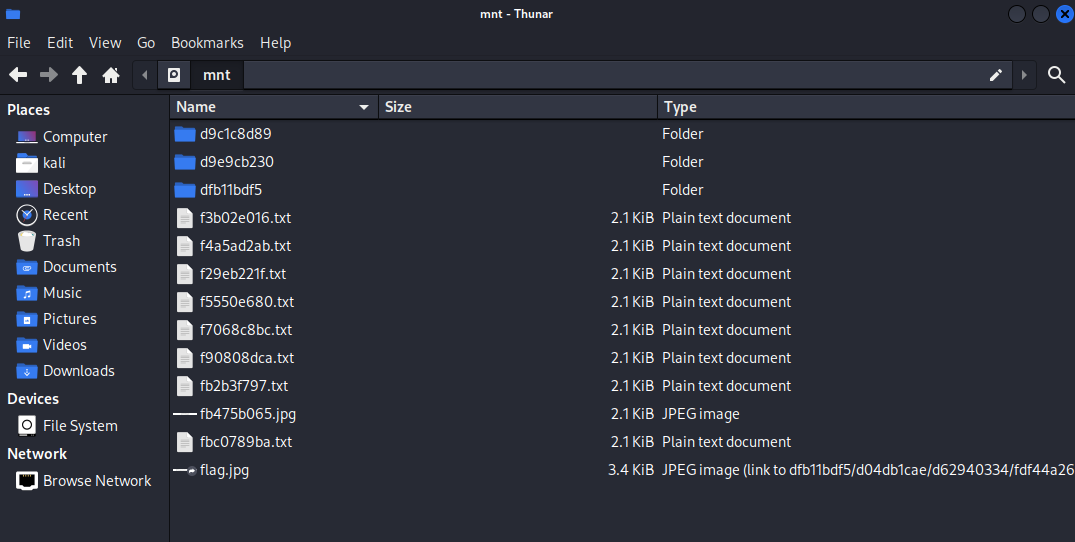 mnt - Thunar
File Edit View Go Bookmarks Help
mnt
Places
Computer
kali
Desktop
Recent
Trash
Documents
Music
Pictures
Videos
Downloads
Devices
File System
Network
Browse Network
Name Size Type
d9c1c8d89 Folder
d9e9cb230 Folder
dfb11bdf5 Folder
f3b02e016.txt 2.1 KiB Plain text document
f4a5ad2ab.txt 2.1 KiB Plain text document
f29eb221f.txt 2.1 KiB Plain text document
f5550e680.txt 2.1 KiB Plain text document
f7068c8bc.txt 2.1 KiB Plain text document
f90808dca.txt 2.1 KiB Plain text document
fb2b3f797.txt 2.1 KiB Plain text document
fb475b065.jpg 2.1 KiB JPEG image
fbc0789ba.txt 2.1 KiB Plain text document
flag.jpg 3.4 KiB JPEG image (link to dfb11bdf5/d04db1cae/d62940334/fdf44a26